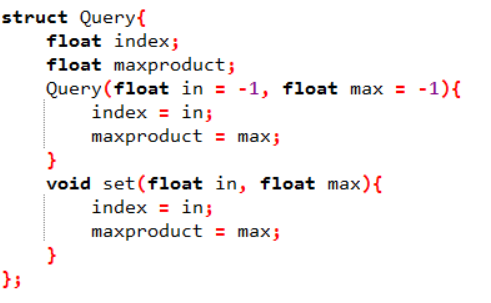 struct Query{
    float index;
    float maxproduct;
    Query(float in = -1, float max = -1){
        index = in;
        maxproduct = max;
    }
    void set(float in, float max){
        index = in;
        maxproduct = max;
    }
};